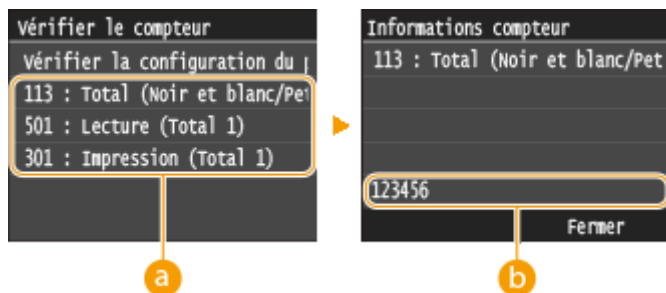 Vérifier le compteur
Vérifier la configuration du
113 : Total (Noir et blanc/Pet
501 : Lecture (Total 1)
301 : Impression (Total 1)
a
Informations compteur
113 : Total (Noir et blanc/Pet
123456
Fermer
b